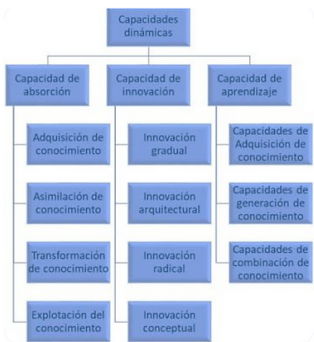 Capacidades
dinámicas
Capacidad de
absorción
Adquisición de
conocimiento
Asimilación de
conocimiento
Transformación
de conocimiento
Explotación del
conocimiento
Capacidad de
innovación
Innovación
gradual
Innovación
arquitectural
Innovación
radical
Innovación
conceptual
Capacidad de
aprendizaje
Capacidades de
Adquisición de
conocimiento
Capacidades de
generación de
conocimiento
Capacidades de
combinación de
conocimiento